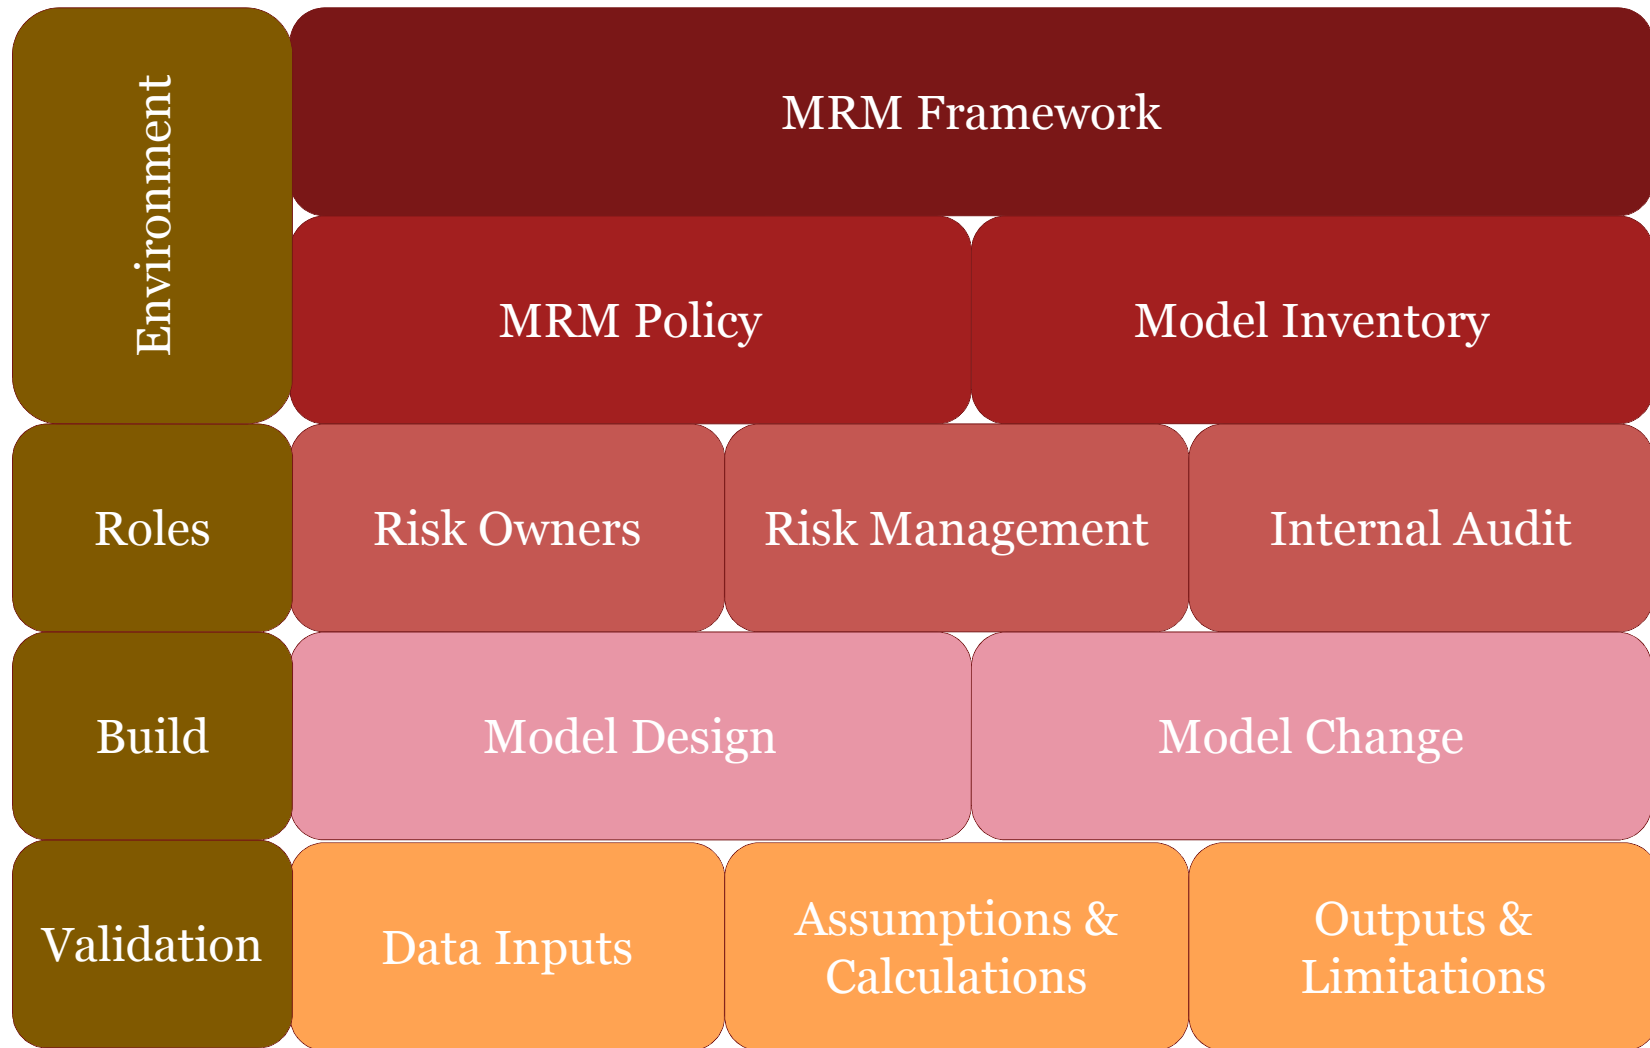 Environment
MRM Framework
MRM Policy
Model Inventory
Roles
Risk Owners
Risk Management
Internal Audit
Build
Model Design
Model Change
Validation
Data Inputs
Assumptions &
Calculations
Outputs &
Limitations